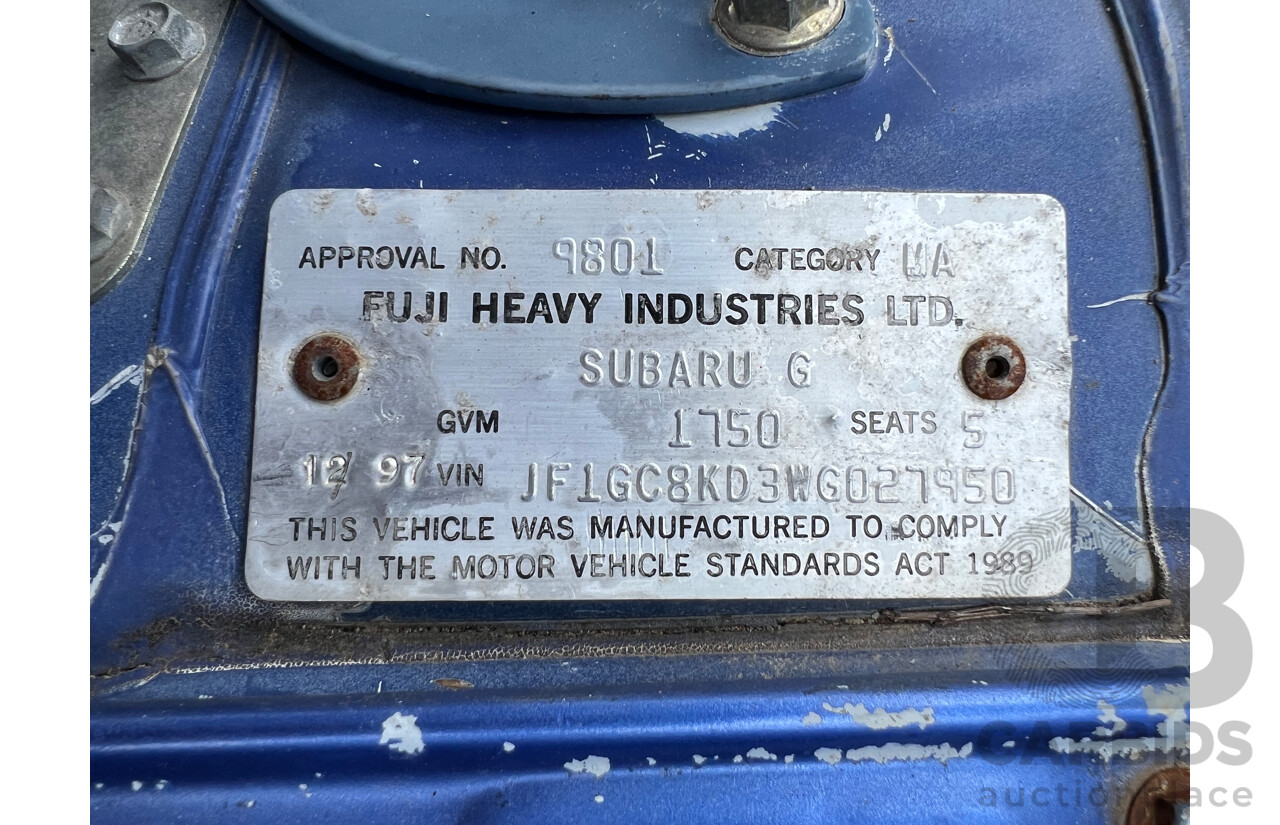 APPROVAL NO. 9801 CATEGORY MA
FUJI HEAVY INDUSTRIES LTD.
SUBARU G
GVM 1750 SEATS 5
12/97 VIN JF1GC8KD3WG027950
THIS VEHICLE WAS MANUFACTURED TO COMPLY
WITH THE MOTOR VEHICLE STANDARDS ACT 1989